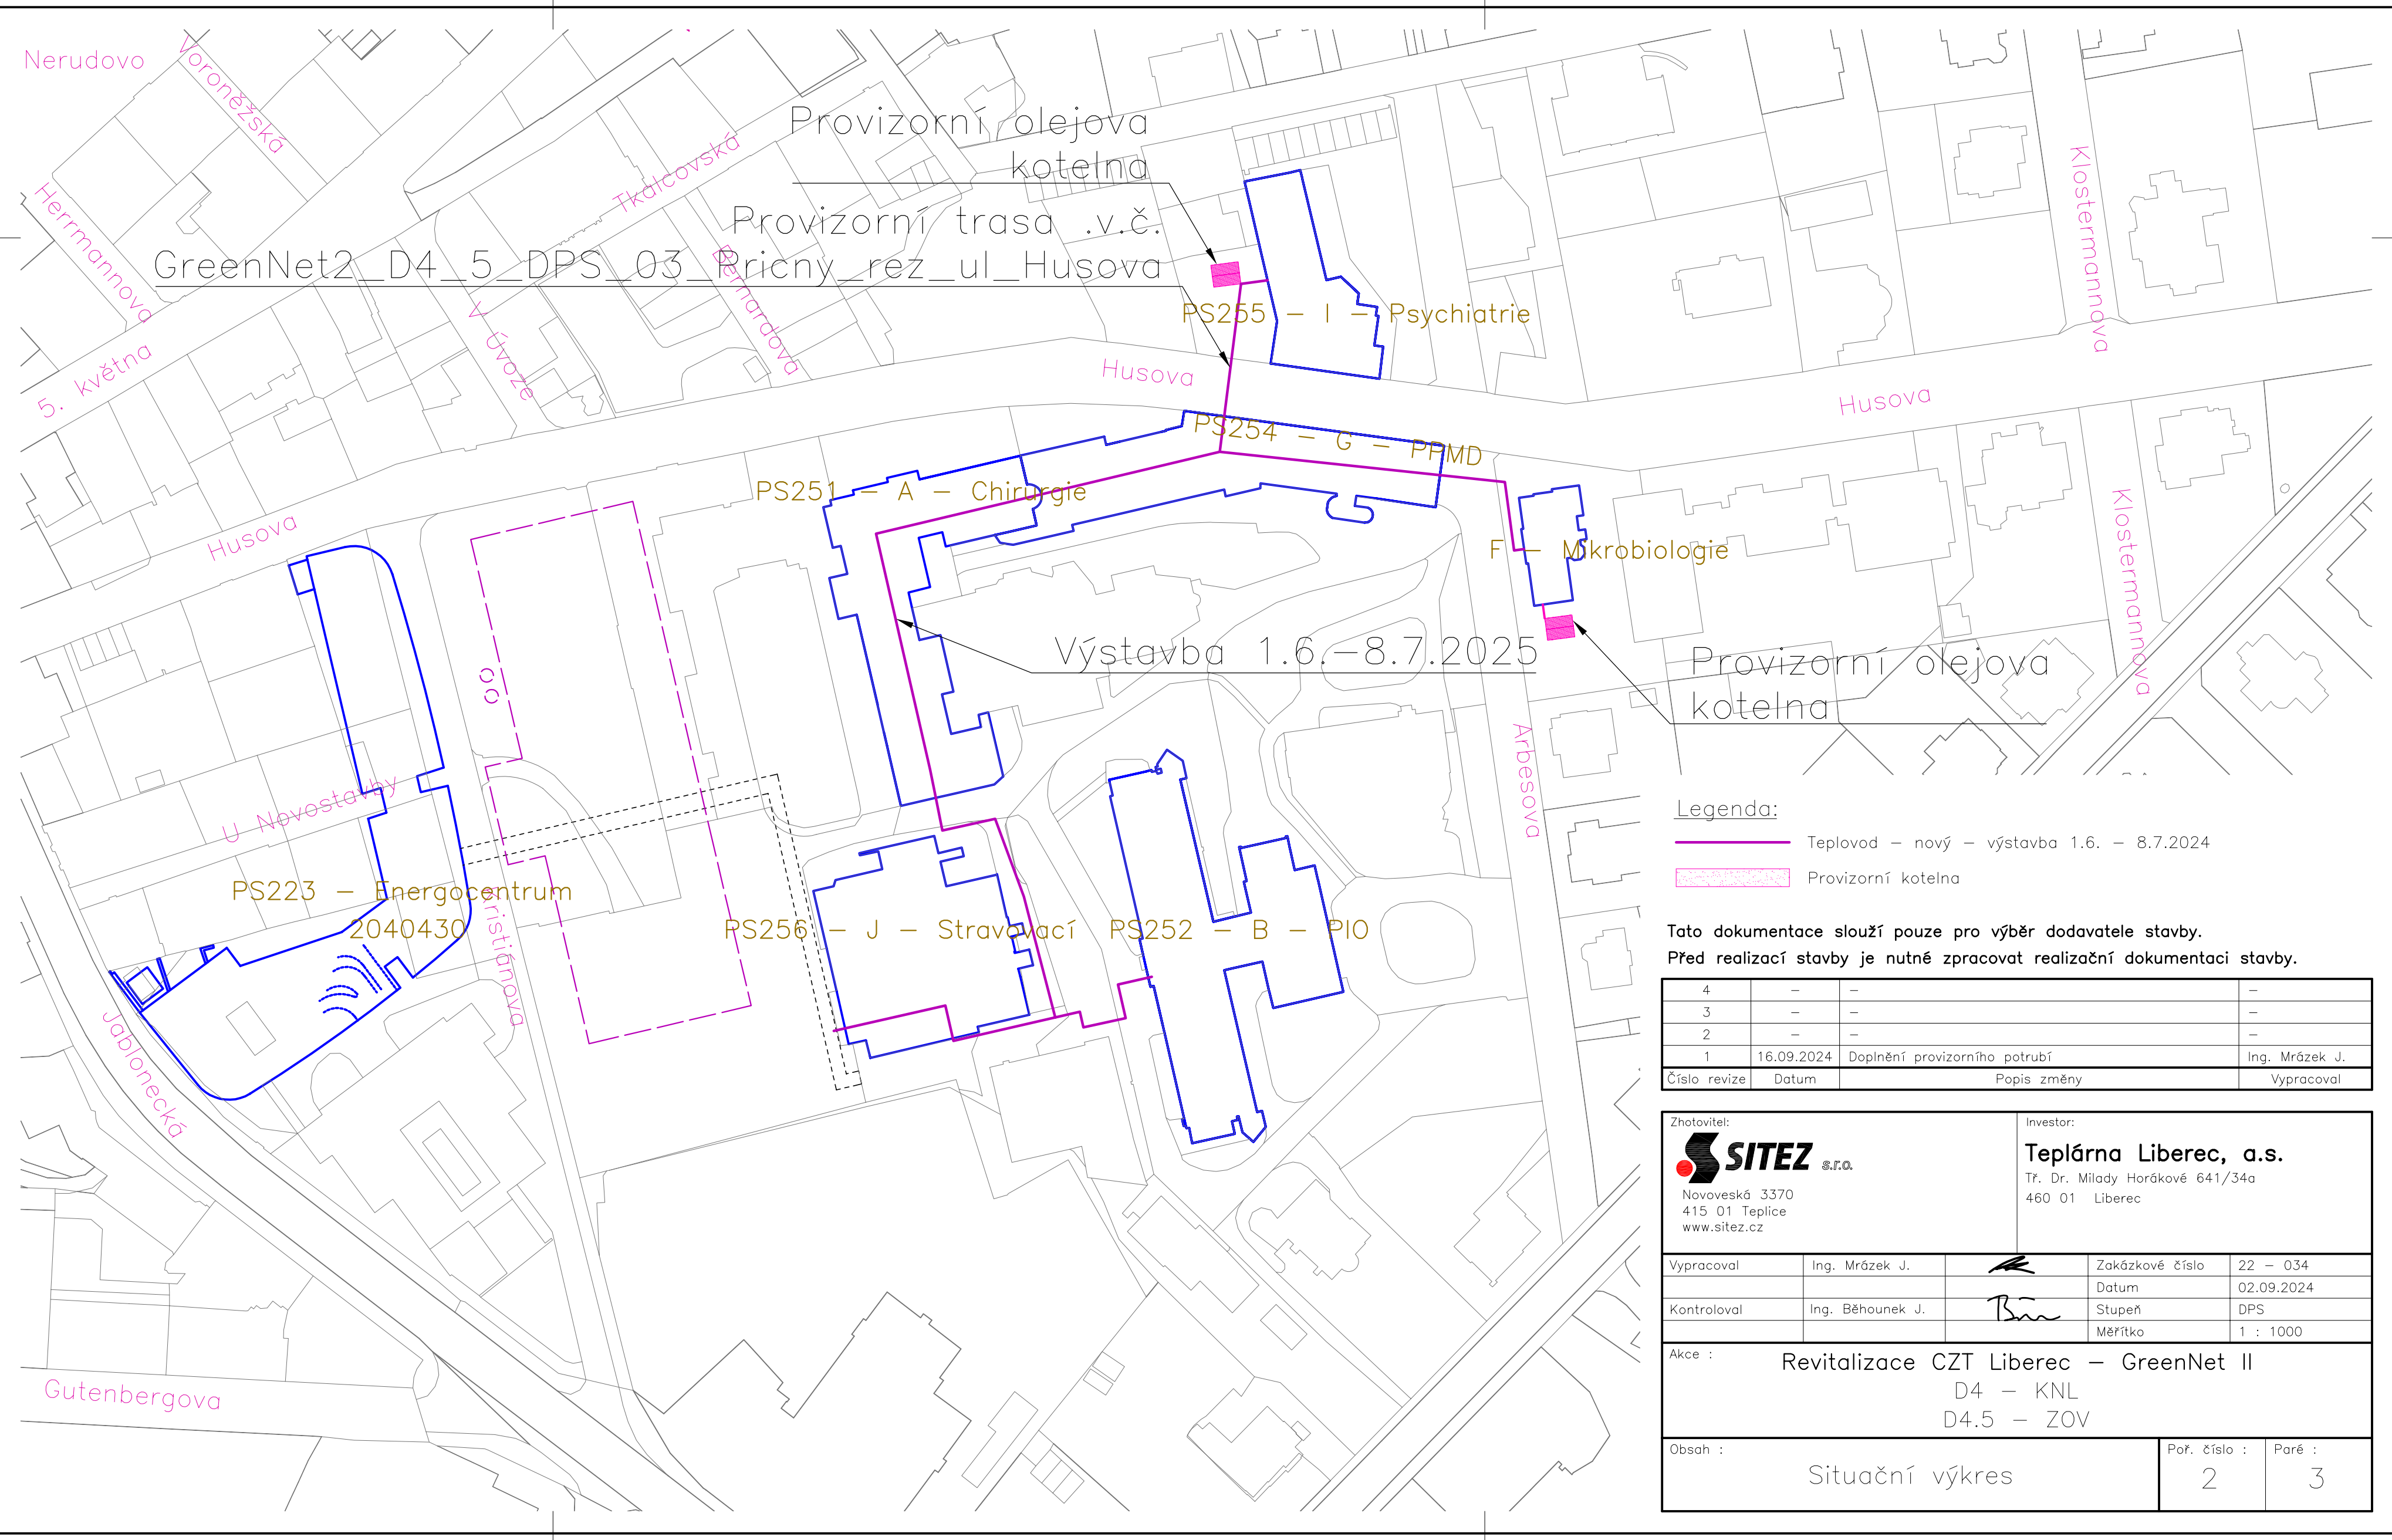 Nerudovo
Voroněžská
Herrmannova
5. května
Tkalcovská
Bernardova
V Úvoze
Provizorní olejova
kotelna
Provizorní trasa .v.č.
GreenNet2_D4_5_DPS_03_Pricny_rez_ul_Husova
PS255 – I – Psychiatrie
Husova
Husova
Klostermannova
PS254 – G – PPMD
PS251 – A – Chirurgie
Husova
F – Mikrobiologie
Klostermannova
Výstavba 1.6.–8.7.2025
Provizorní olejova
kotelna
Arbesova
U Novostavby
PS223 – Energocentrum
2040430
Kristiánova
PS256 – J – Stravovací
PS252 – B – PIO
Jablonecká
Gutenbergova
Legenda:
Teplovod – nový – výstavba 1.6. – 8.7.2024
Provizorní kotelna
Tato dokumentace slouží pouze pro výběr dodavatele stavby.
Před realizací stavby je nutné zpracovat realizační dokumentaci stavby.
4 – – –
3 – – –
2 – – –
1 16.09.2024 Doplnění provizorního potrubí Ing. Mrázek J.
Číslo revize Datum Popis změny Vypracoval
Zhotovitel:
SITEZ s.r.o.
Novoveská 3370
415 01 Teplice
www.sitez.cz
Investor:
Teplárna Liberec, a.s.
Tř. Dr. Milady Horákové 641/34a
460 01 Liberec
Vypracoval Ing. Mrázek J. Zakázkové číslo 22 – 034
Datum 02.09.2024
Kontroloval Ing. Běhounek J. Stupeň DPS
Měřítko 1 : 1000
Akce :
Revitalizace CZT Liberec – GreenNet II
D4 – KNL
D4.5 – ZOV
Obsah :
Situační výkres
Poř. číslo :
2
Paré :
3